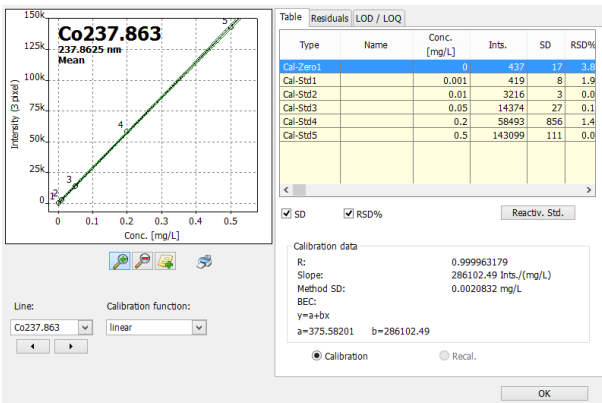 Co237.863
237.8625 nm
Mean
150k
125k
100k
75k
50k
25k
0
Intensity (3 pixel)
1 2 3 4 5
0 0.1 0.2 0.3 0.4 0.5
Conc. [mg/L]
Line: Calibration function:
Co237.863 linear
Table Residuals LOD / LOQ
Type Name Conc. [mg/L] Ints. SD RSD%
Cal-Zero1 0 437 17 3.8
Cal-Std1 0.001 419 8 1.9
Cal-Std2 0.01 3216 3 0.0
Cal-Std3 0.05 14374 27 0.1
Cal-Std4 0.2 58493 856 1.4
Cal-Std5 0.5 143099 111 0.0
SD RSD% Reactiv. Std.
Calibration data
R: 0.999963179
Slope: 286102.49 Ints./(mg/L)
Method SD: 0.0020832 mg/L
BEC:
y=a+bx
a=375.58201 b=286102.49
Calibration Recal.
OK